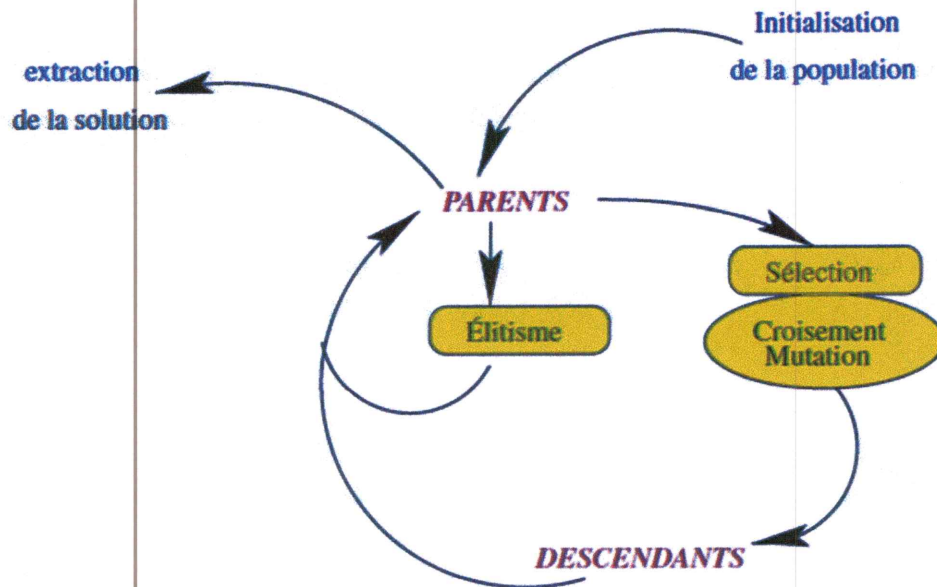 Initialisation
de la population
extraction
de la solution
PARENTS
Sélection
Élitisme
Croisement
Mutation
DESCENDANTS